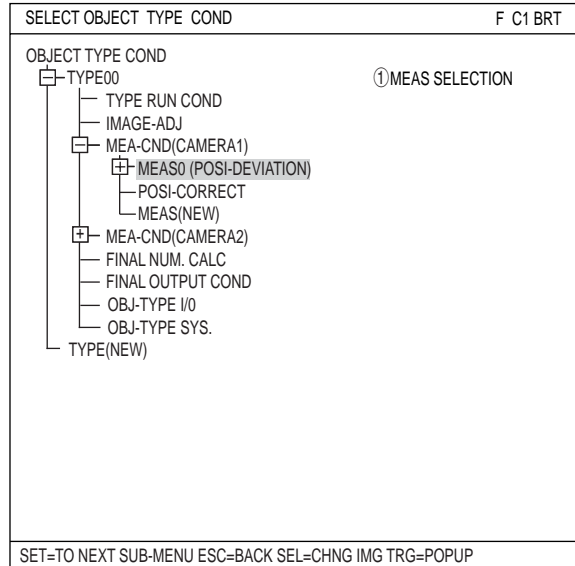 SELECT OBJECT TYPE COND F C1 BRT
OBJECT TYPE COND
TYPE00 ①MEAS SELECTION
TYPE RUN COND
IMAGE-ADJ
MEA-CND(CAMERA1)
MEAS0 (POSI-DEVIATION)
POSI-CORRECT
MEAS(NEW)
MEA-CND(CAMERA2)
FINAL NUM. CALC
FINAL OUTPUT COND
OBJ-TYPE I/0
OBJ-TYPE SYS.
TYPE(NEW)
SET=TO NEXT SUB-MENU ESC=BACK SEL=CHNG IMG TRG=POPUP